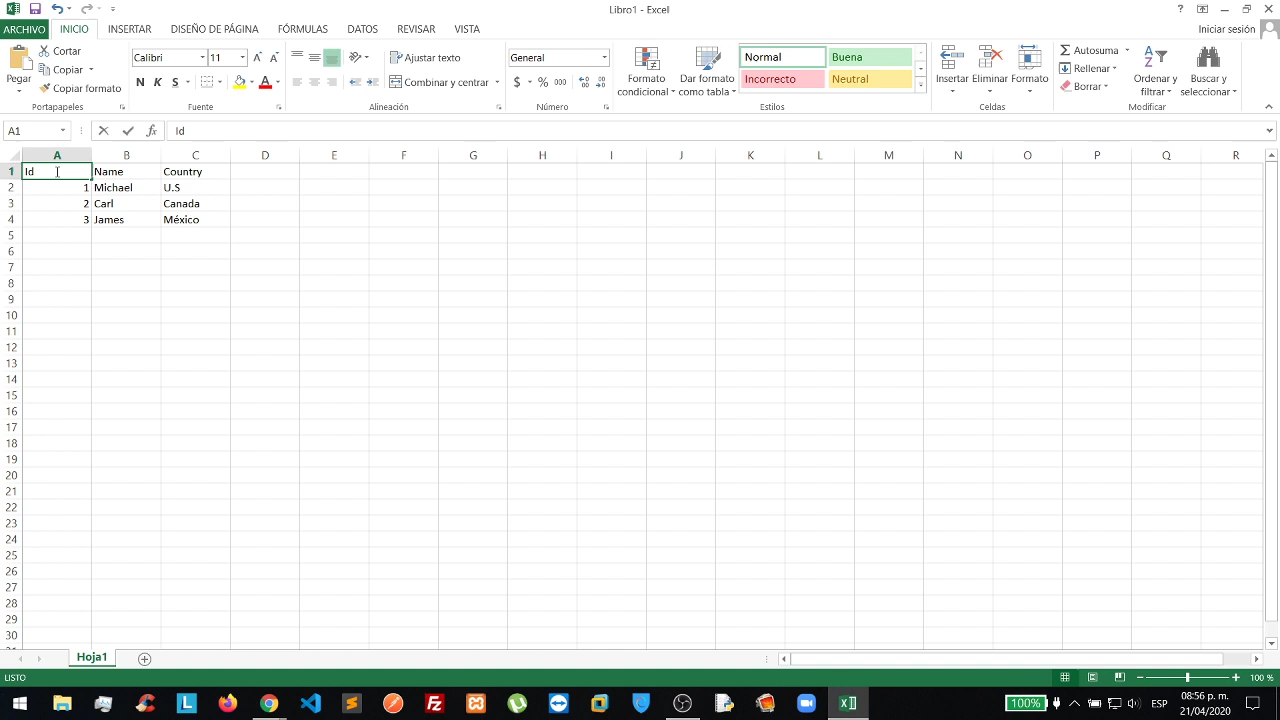 Libro1 - Excel
ARCHIVO INICIO INSERTAR DISEÑO DE PÁGINA FÓRMULAS DATOS REVISAR VISTA Iniciar sesión
Pegar
Cortar
Copiar
Copiar formato
Portapapeles
Calibri 11
N K S
Fuente
Ajustar texto
Combinar y centrar
Alineación
General
$ % 000
Número
Formato condicional
Dar formato como tabla
Normal Buena
Incorrecto Neutral
Estilos
Insertar Eliminar Formato
Celdas
Autosuma
Rellenar
Borrar
Ordenar y filtrar
Buscar y seleccionar
Modificar
A1 fx Id
A B C D E F G H I J K L M N O P Q R
1 Id Name Country
2 1 Michael U.S
3 2 Carl Canada
4 3 James México
5
6
7
8
9
10
11
12
13
14
15
16
17
18
19
20
21
22
23
24
25
26
27
28
29
30
Hoja1
LISTO 100 %
100% ESP 08:56 p. m.
21/04/2020